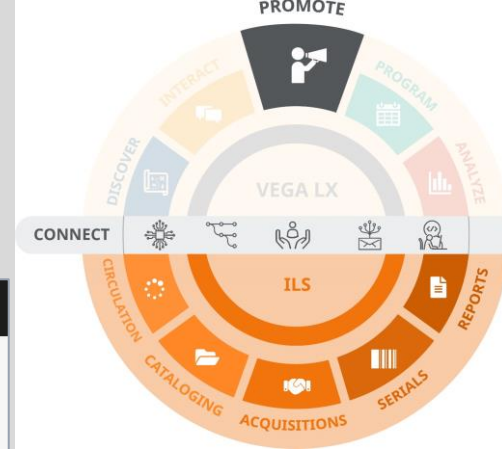 PROMOTE
INTERACT
PROGRAM
DISCOVER
ANALYZE
VEGA LX
CONNECT
ILS
CIRCULATION
CATALOGING
ACQUISITIONS
SERIALS
REPORTS